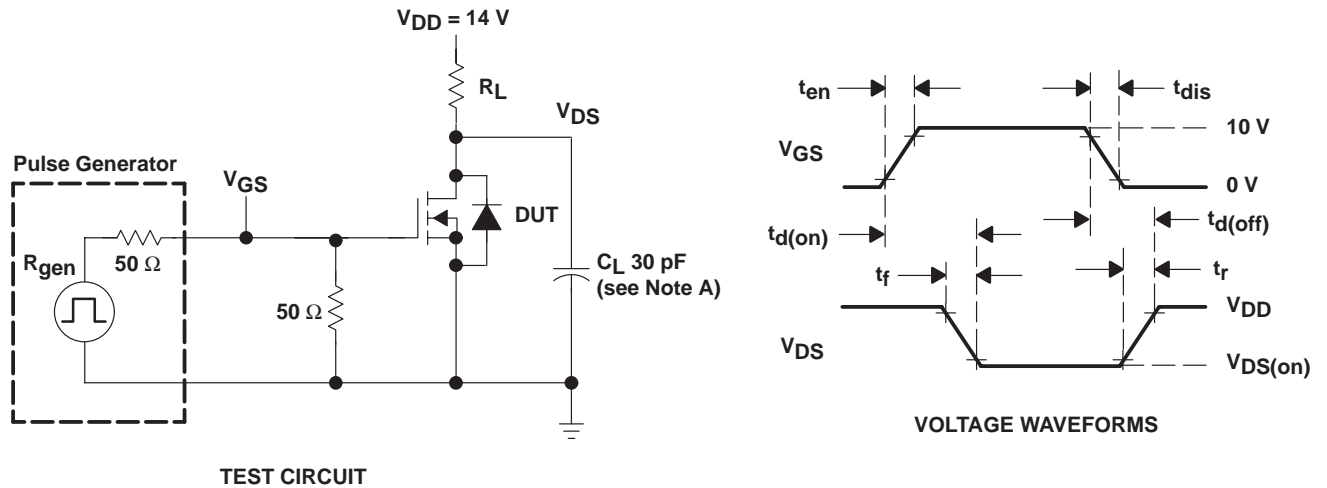 VDD = 14 V
RL
VDS
Pulse Generator
VGS
Rgen
50 Ω
50 Ω
DUT
CL 30 pF
(see Note A)
TEST CIRCUIT
ten
tdis
10 V
VGS
0 V
td(on)
td(off)
tf
tr
VDD
VDS
VDS(on)
VOLTAGE WAVEFORMS